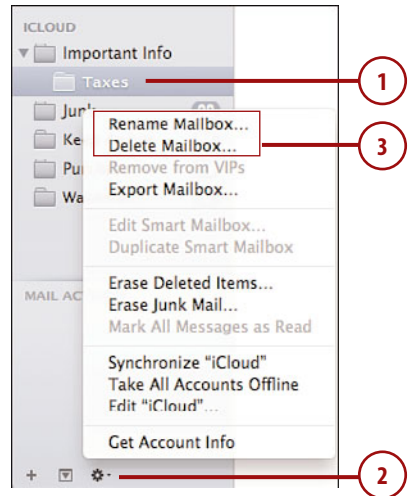 ICLOUD
Important Info
Taxes
1
Rename Mailbox...
Delete Mailbox...
3
Remove from VIPs
Export Mailbox...
Edit Smart Mailbox...
Duplicate Smart Mailbox
Erase Deleted Items...
MAIL
Erase Junk Mail...
Mark All Messages as Read
Synchronize "iCloud"
Take All Accounts Offline
Edit "iCloud"...
Get Account Info
+
2